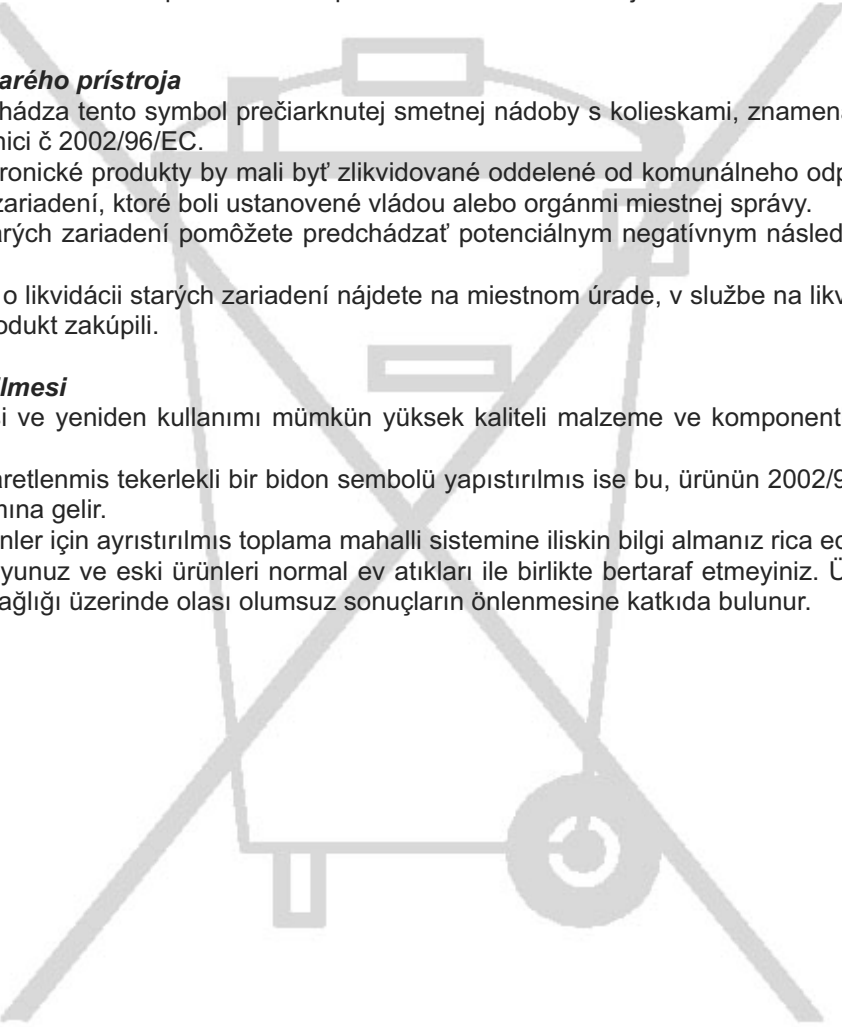 arého prístroja
hádza tento symbol prečiarknutej smetnej nádoby s kolieskami, znamená
nici č 2002/96/EC.
ronické produkty by mali byť zlikvidované oddelené od komunálneho odp
zariadení, ktoré boli ustanovené vládou alebo orgánmi miestnej správy.
arých zariadení pomôžete predchádzať potenciálnym negatívnym násled
o likvidácii starých zariadení nájdete na miestnom úrade, v službe na likv
odukt zakúpili.
ilmesi
i ve yeniden kullanımı mümkün yüksek kaliteli malzeme ve komponent
aretlenmis tekerlekli bir bidon sembolü yapıstırılmıs ise bu, ürünün 2002/9
mına gelir.
nler için ayrıstırılmıs toplama mahalli sistemine iliskin bilgi almanız rica ec
yunuz ve eski ürünleri normal ev atıkları ile birlikte bertaraf etmeyiniz. Ü
ağlığı üzerinde olası olumsuz sonuçların önlenmesine katkıda bulunur.